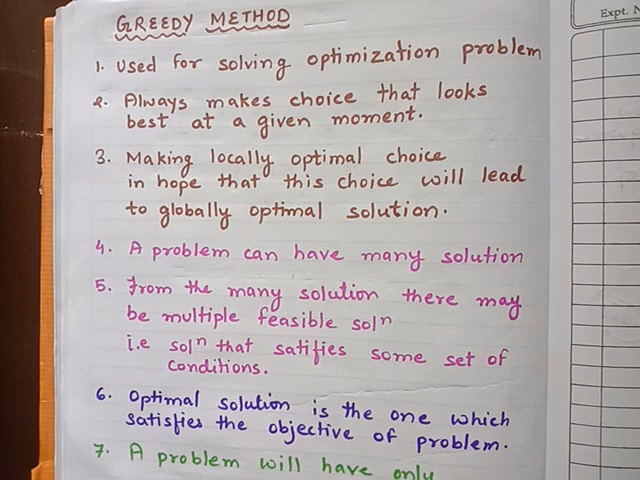 GREEDY METHOD
1. Used for solving optimization problem
2. Always makes choice that looks
best at a given moment.
3. Making locally optimal choice
in hope that this choice will lead
to globally optimal solution.
4. A problem can have many solution
5. From the many solution there may
be multiple feasible solⁿ
i.e solⁿ that satisfies some set of
conditions.
6. Optimal solution is the one which
satisfies the objective of problem.
7. A problem will have only
Expt. N